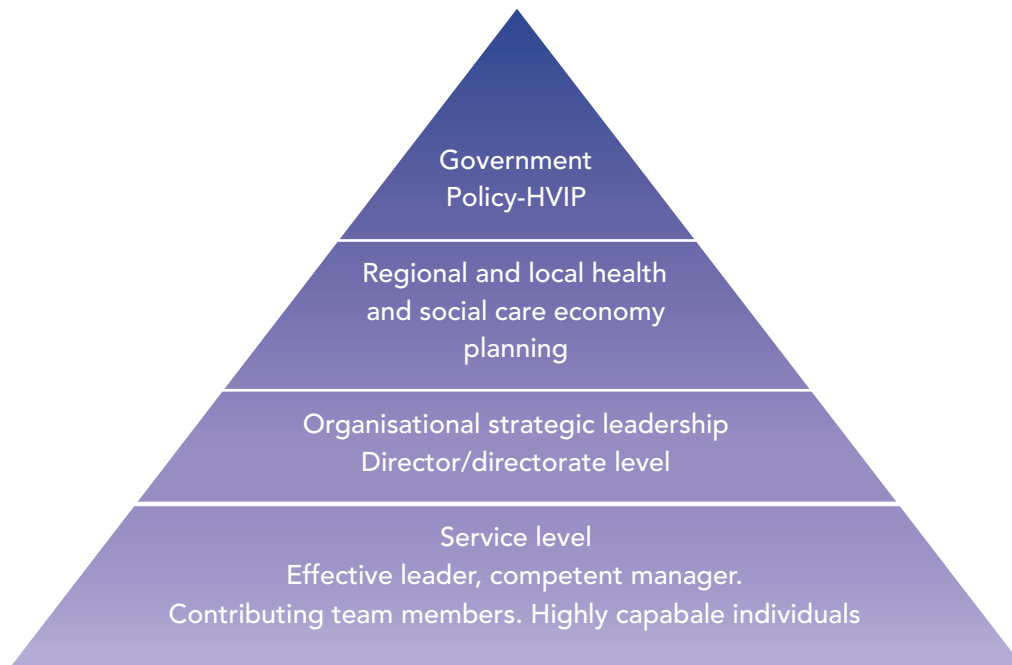 Government
Policy-HVIP
Regional and local health
and social care economy
planning
Organisational strategic leadership
Director/directorate level
Service level
Effective leader, competent manager.
Contributing team members. Highly capabale individuals